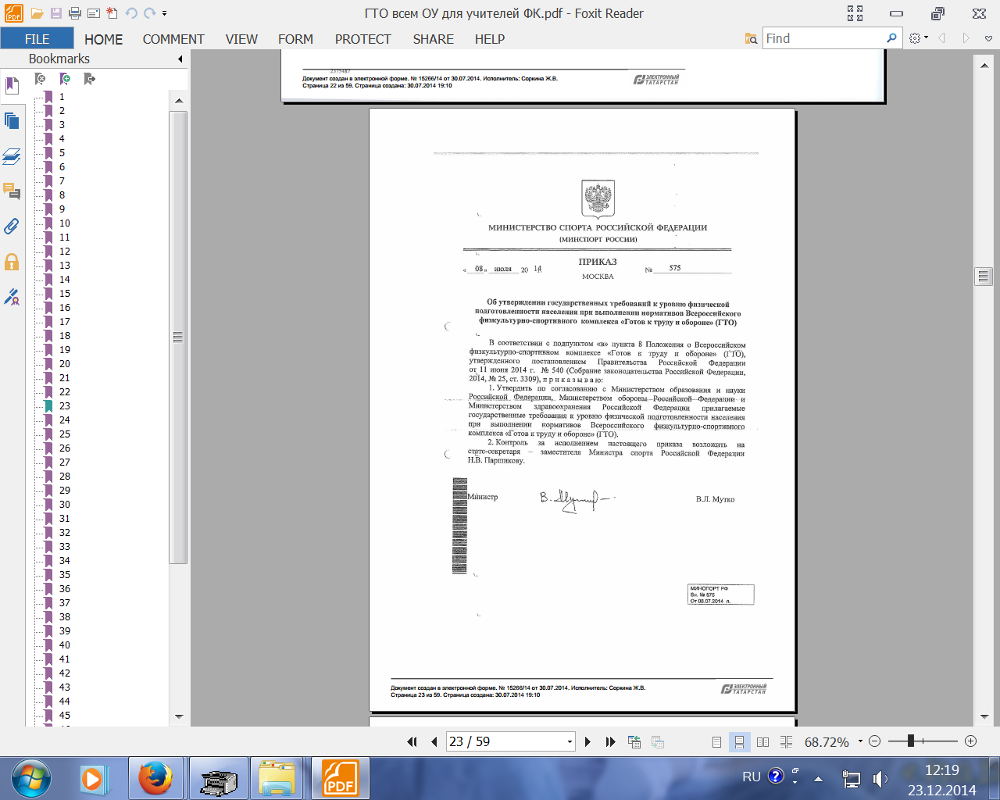 ГТО всем ОУ для учителей ФК.pdf - Foxit Reader
FILE HOME COMMENT VIEW FORM PROTECT SHARE HELP
Find
Bookmarks
1
2
3
4
5
6
7
8
9
10
11
12
13
14
15
16
17
18
19
20
21
22
23
24
25
26
27
28
29
30
31
32
33
34
35
36
37
38
39
40
41
42
43
44
45
2375487
Документ создан в электронной форме. № 15266/14 от 30.07.2014. Исполнитель: Соркина Ж.В.
Страница 22 из 59. Страница создана: 30.07.2014 19:10
ЭЛЕКТРОННЫЙ
ТАТАРСТАН
МИНИСТЕРСТВО СПОРТА РОССИЙСКОЙ ФЕДЕРАЦИИ
(МИНСПОРТ РОССИИ)
ПРИКАЗ
« 08 » июля 20 14 № 575
МОСКВА
Об утверждении государственных требований к уровню физической
подготовленности населения при выполнении нормативов Всероссийского
физкультурно-спортивного комплекса «Готов к труду и обороне» (ГТО)
В соответствии с подпунктом «в» пункта 8 Положения о Всероссийском
физкультурно-спортивном комплексе «Готов к труду и обороне» (ГТО),
утвержденного постановлением Правительства Российской Федерации
от 11 июня 2014 г. № 540 (Собрание законодательства Российской Федерации,
2014, № 25, ст. 3309), п р и к а з ы в а ю:
1. Утвердить по согласованию с Министерством образования и науки
Российской Федерации, Министерством обороны Российской Федерации и
Министерством здравоохранения Российской Федерации прилагаемые
государственные требования к уровню физической подготовленности населения
при выполнении нормативов Всероссийского физкультурно-спортивного
комплекса «Готов к труду и обороне» (ГТО).
2. Контроль за исполнением настоящего приказа возложить на
статс-секретаря – заместителя Министра спорта Российской Федерации
Н.В. Паршикову.
Министр В. Мутко В.Л. Мутко
МИНСПОРТ РФ
Вн. № 575
От 08.07.2014 г.
Документ создан в электронной форме. № 15266/14 от 30.07.2014. Исполнитель: Соркина Ж.В.
Страница 23 из 59. Страница создана: 30.07.2014 19:10
ЭЛЕКТРОННЫЙ
ТАТАРСТАН
23 / 59
68.72%
PDF
RU
12:19
23.12.2014